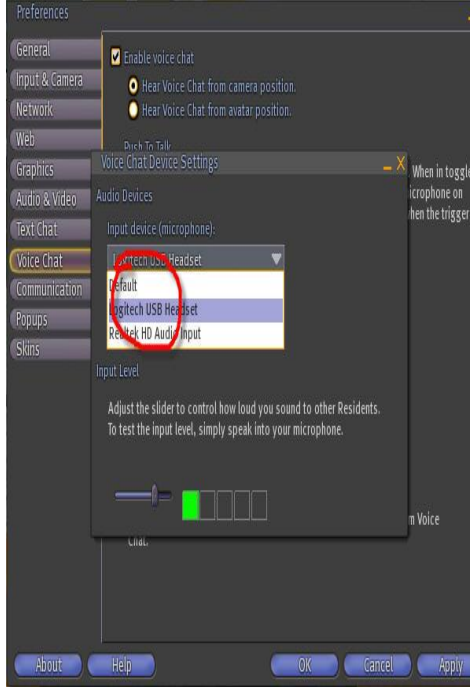 Preferences
General
Input & Camera
Network
Web
Graphics
Audio & Video
Text Chat
Voice Chat
Communication
Popups
Skins
Enable voice chat
Hear Voice Chat from camera position.
Hear Voice Chat from avatar position.
Push To Talk
When in toggle
icrophone on
hen the trigger
Voice Chat Device Settings
X
Audio Devices
Input device (microphone):
Logitech USB Headset
Default
Logitech USB Headset
Realtek HD Audio Input
Input Level
Adjust the slider to control how loud you sound to other Residents.
To test the input level, simply speak into your microphone.
m Voice
Chat.
About
Help
OK
Cancel
Apply